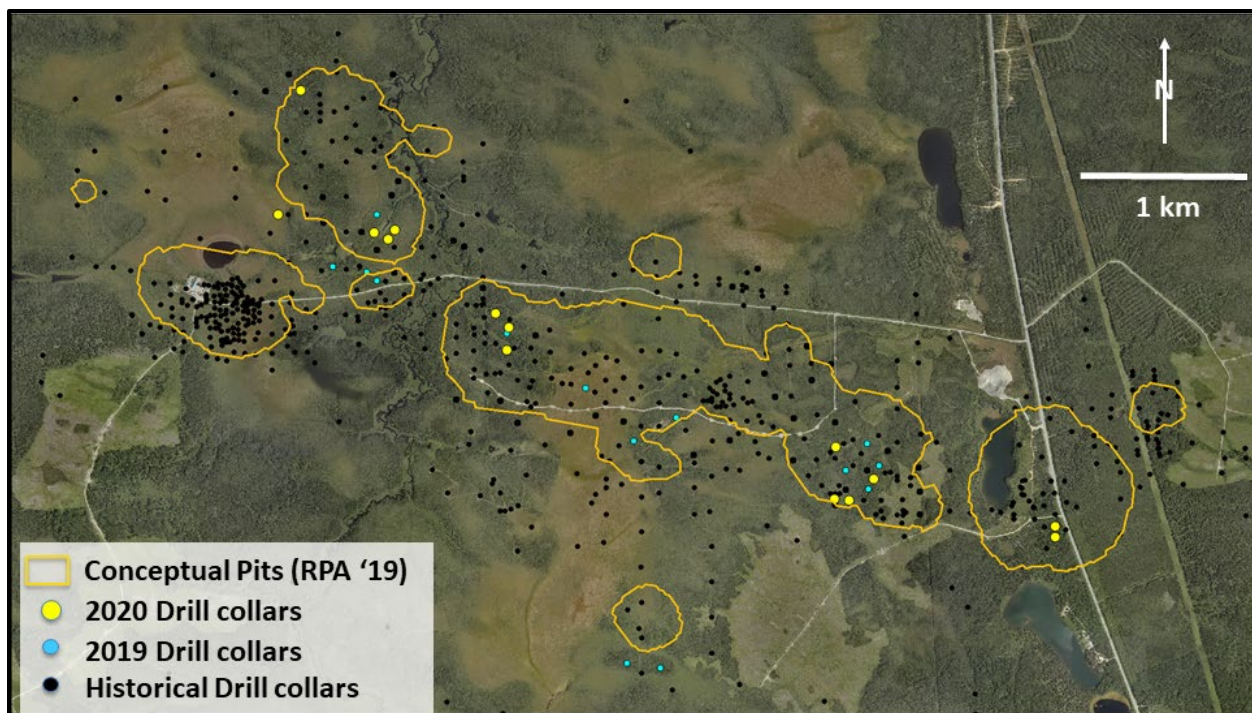 N
1 km
Conceptual Pits (RPA ‘19)
2020 Drill collars
2019 Drill collars
Historical Drill collars